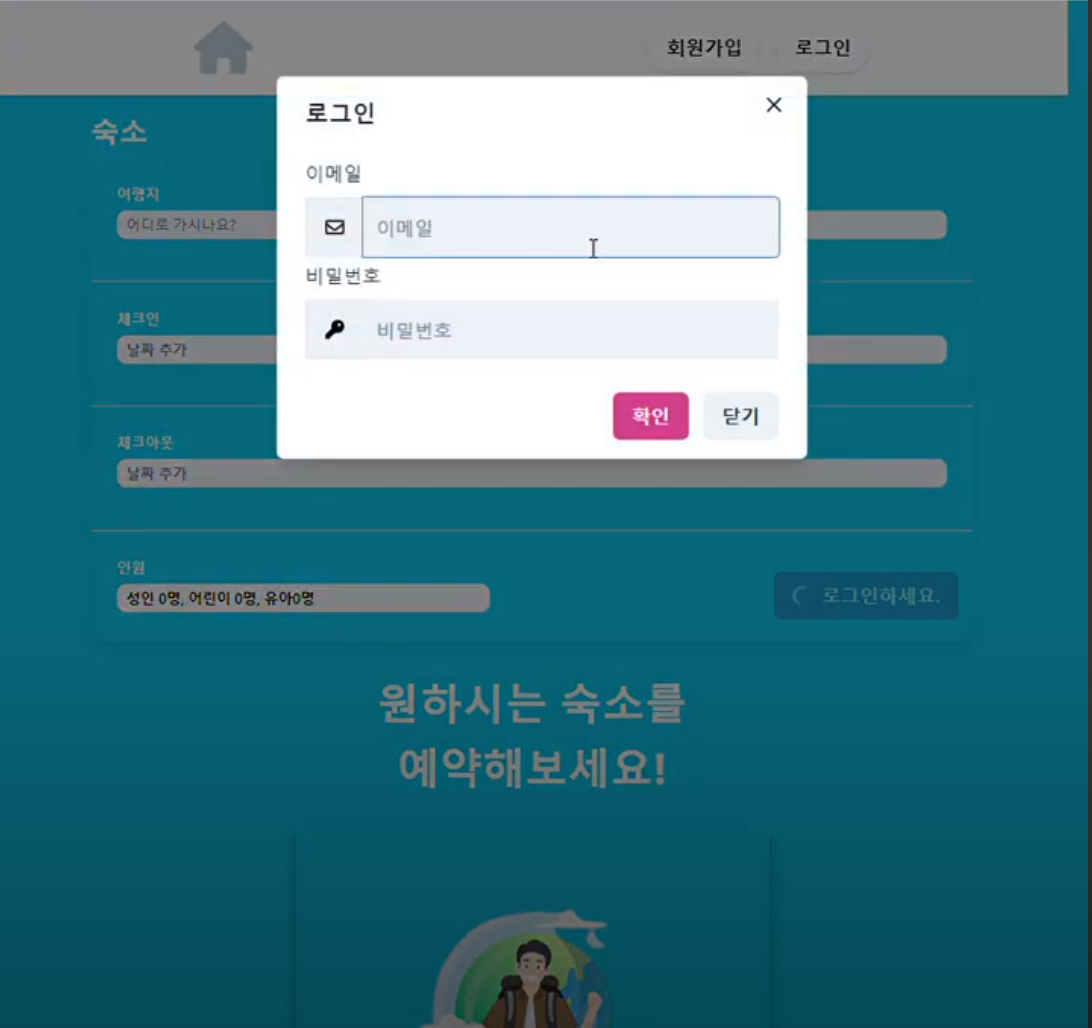 회원가입 로그인
로그인
이메일
이메일
비밀번호
비밀번호
확인 닫기
숙소
여행지
어디로 가시나요?
체크인
날짜 추가
체크아웃
날짜 추가
인원
성인 0명, 어린이 0명, 유아0명
로그인하세요.
원하시는 숙소를
예약해보세요!